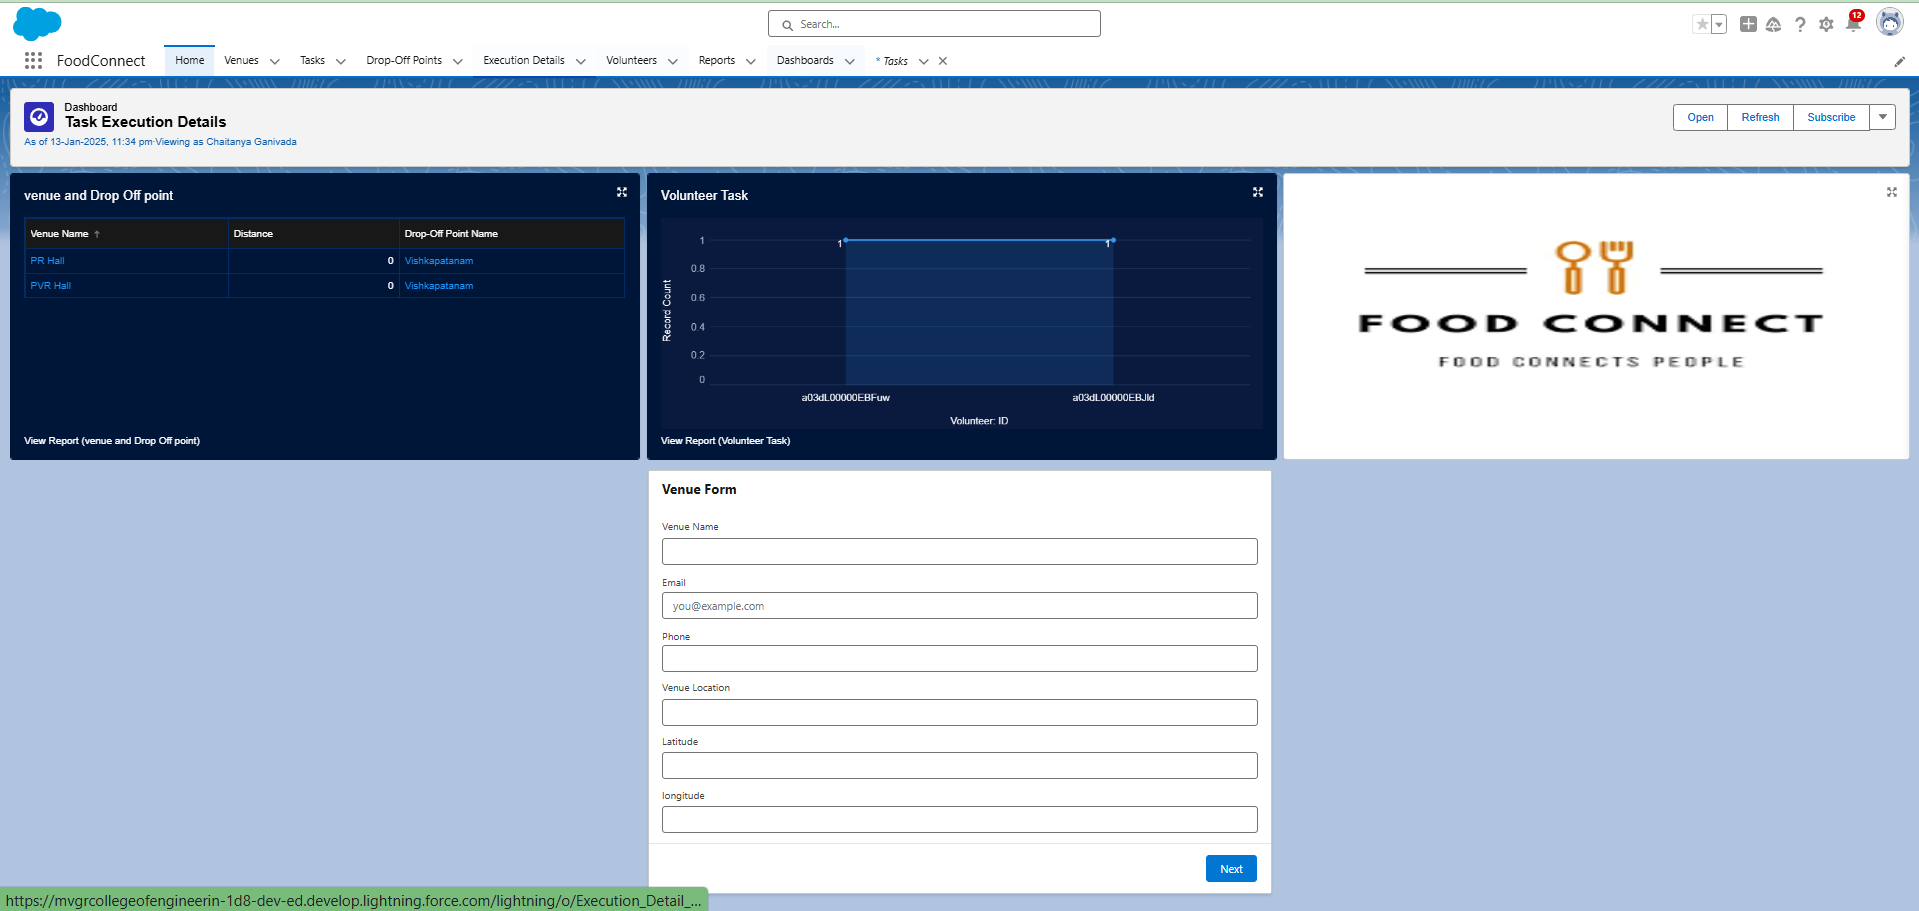 Search...
12
FoodConnect
Home
Venues
Tasks
Drop-Off Points
Execution Details
Volunteers
Reports
Dashboards
* Tasks
Dashboard
Task Execution Details
As of 13-Jan-2025, 11:34 pm·Viewing as Chaitanya Ganivada
Open
Refresh
Subscribe
venue and Drop Off point
Venue Name ↑ Distance Drop-Off Point Name
PR Hall 0 Vishkapatanam
PVR Hall 0 Vishkapatanam
View Report (venue and Drop Off point)
Volunteer Task
Record Count
1
0.8
0.6
0.4
0.2
0
1
1
a03dL00000EBFuw
a03dL00000EBJld
Volunteer: ID
View Report (Volunteer Task)
FOOD CONNECT
FOOD CONNECTS PEOPLE
Venue Form
Venue Name
Email
you@example.com
Phone
Venue Location
Latitude
longitude
Next
https://mvgrcollegeofengineerin-1d8-dev-ed.develop.lightning.force.com/lightning/o/Execution_Detail_...